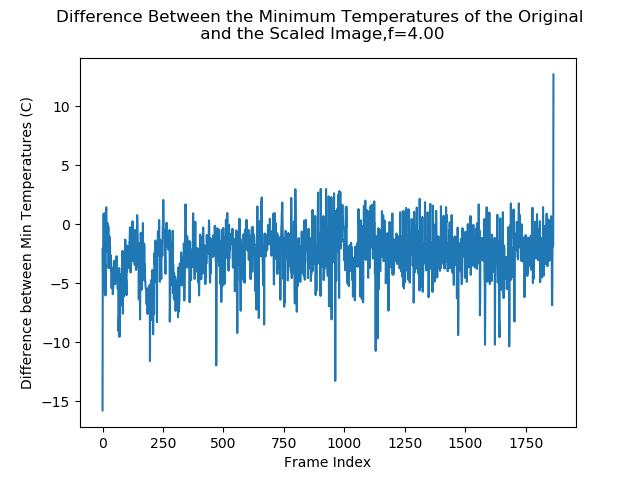 Difference Between the Minimum Temperatures of the Original
and the Scaled Image,f=4.00
Difference between Min Temperatures (C)
10
5
0
−5
−10
−15
0 250 500 750 1000 1250 1500 1750
Frame Index